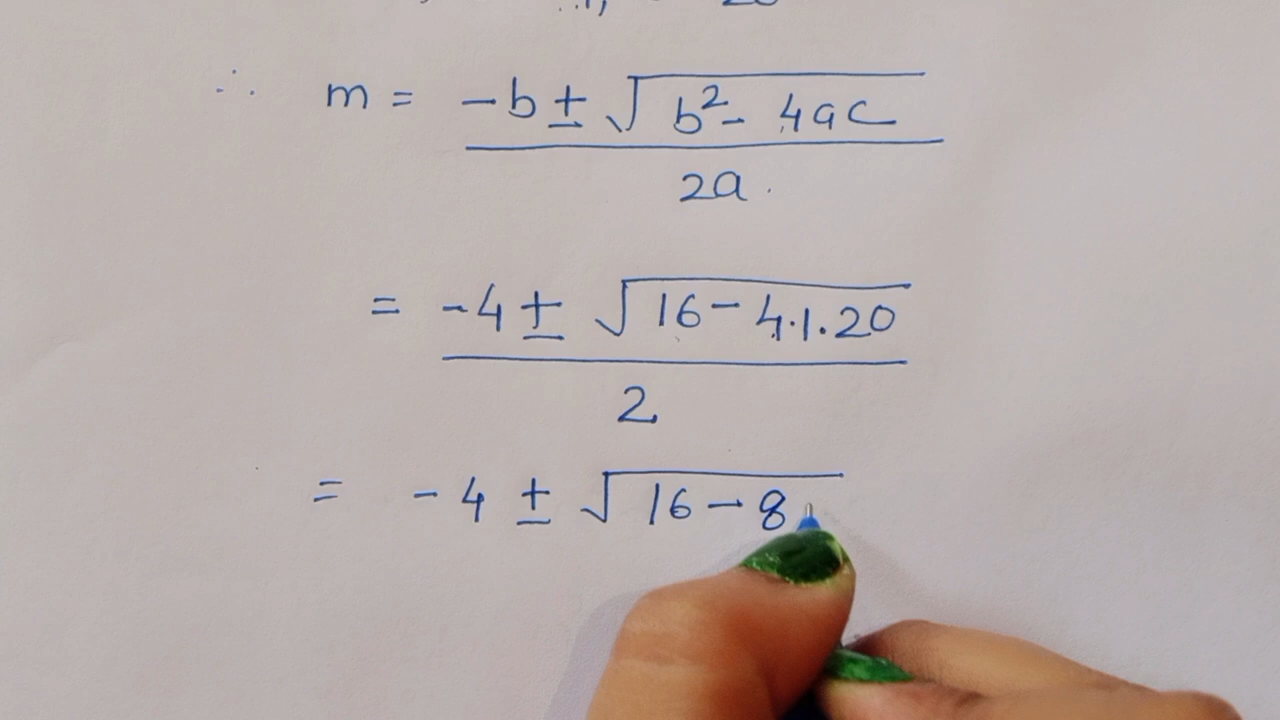 ∴ m = -b ± √(b² - 4ac) / 2a
= -4 ± √(16 - 4.1.20) / 2
= -4 ± √(16 - 8